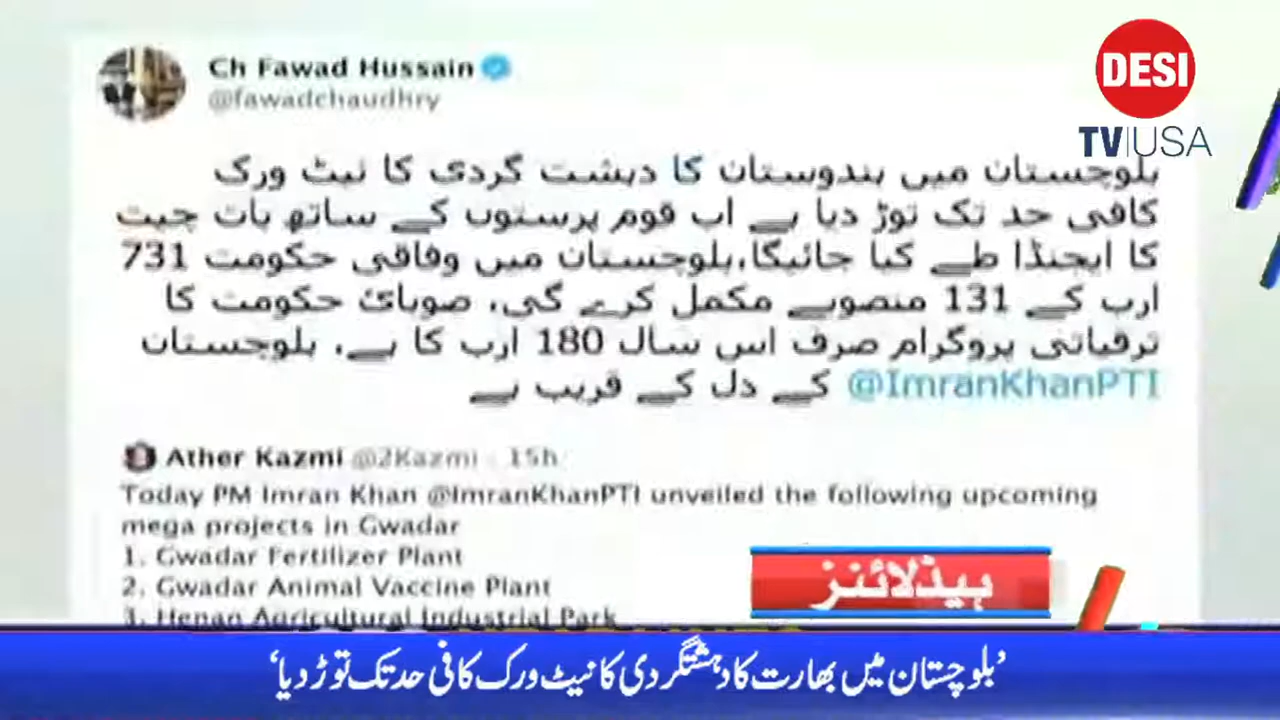 Ch Fawad Hussain
@fawadchaudhry
DESI
TV|USA
بلوچستان میں ہندوستان کا دہشت گردی کا نیٹ ورک
کافی حد تک توڑ دیا ہے اب قوم پرستوں کے ساتھ بات چیت
کا ایجنڈا طے کیا جائیگا،بلوچستان میں وفاقی حکومت 731
ارب کے 131 منصوبے مکمل کرے گی، صوبائ حکومت کا
ترقیاتی پروگرام صرف اس سال 180 ارب کا ہے، بلوچستان
@ImranKhanPTI کے دل کے قریب ہے
Ather Kazmi @2Kazmi · 15h
Today PM Imran Khan @ImranKhanPTI unveiled the following upcoming
mega projects in Gwadar
1. Gwadar Fertilizer Plant
2. Gwadar Animal Vaccine Plant
3. Henan Agricultural Industrial Park
ہیڈلائنز
’بلوچستان میں بھارت کا دہشتگردی کا نیٹ ورک کافی حد تک توڑ دیا‘